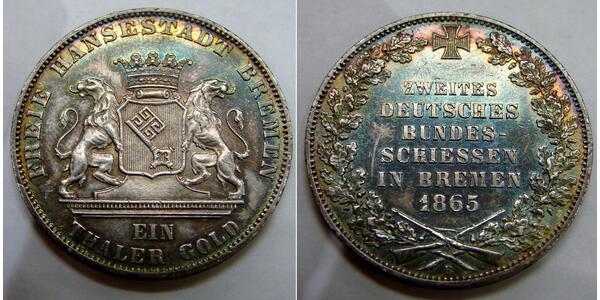 FREIE HANSESTADT BREMEN
EIN
THALER GOLD
ZWEITES
DEUTSCHES
BUNDES-
SCHIESSEN
IN BREMEN
1865
B